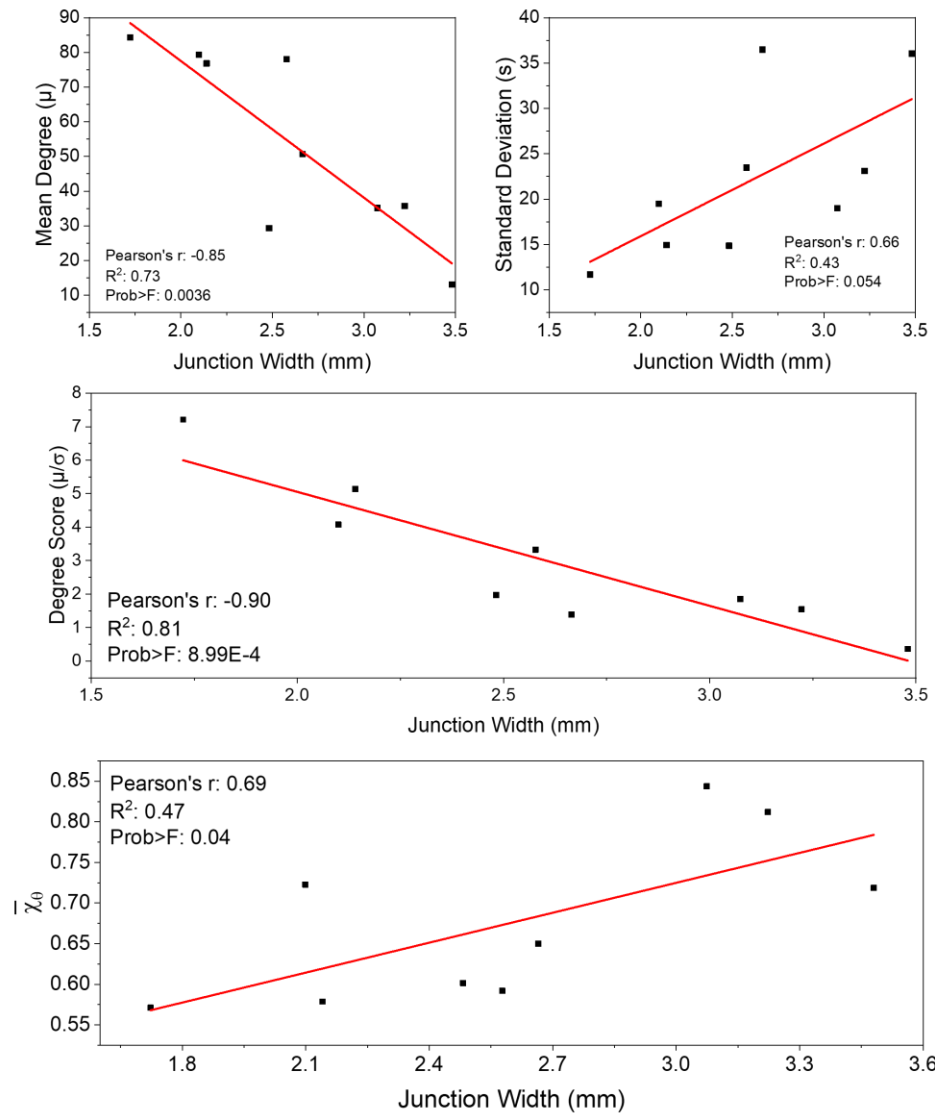 90
80
70
60
50
40
30
20
10
Mean Degree (μ)
Pearson's r: -0.85
R²: 0.73
Prob>F: 0.0036
1.5 2.0 2.5 3.0 3.5
Junction Width (mm)
40
35
30
25
20
15
10
Standard Deviation (s)
Pearson's r: 0.66
R²: 0.43
Prob>F: 0.054
1.5 2.0 2.5 3.0 3.5
Junction Width (mm)
8
7
6
5
4
3
2
1
0
Degree Score (μ/σ)
Pearson's r: -0.90
R²: 0.81
Prob>F: 8.99E-4
1.5 2.0 2.5 3.0 3.5
Junction Width (mm)
Pearson's r: 0.69
R²: 0.47
Prob>F: 0.04
0.85
0.80
0.75
0.70
0.65
0.60
0.55
χ̄θ
1.8 2.1 2.4 2.7 3.0 3.3 3.6
Junction Width (mm)